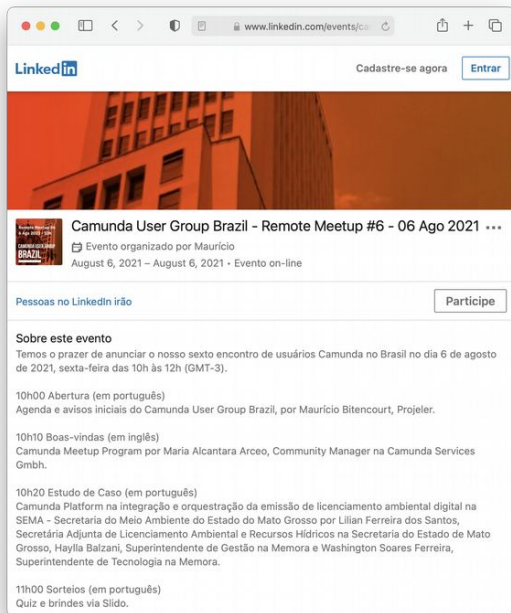 www.linkedin.com/events/ca
Linked in
Cadastre-se agora
Entrar
Camunda User Group Brazil - Remote Meetup #6 - 06 Ago 2021
Evento organizado por Maurício
August 6, 2021 – August 6, 2021 • Evento on-line
Pessoas no LinkedIn irão
Participe
Sobre este evento
Temos o prazer de anunciar o nosso sexto encontro de usuários Camunda no Brasil no dia 6 de agosto
de 2021, sexta-feira das 10h às 12h (GMT-3).
10h00 Abertura (em português)
Agenda e avisos iniciais do Camunda User Group Brazil, por Maurício Bitencourt, Projeler.
10h10 Boas-vindas (em inglês)
Camunda Meetup Program por Maria Alcantara Arceo, Community Manager na Camunda Services
Gmbh.
10h20 Estudo de Caso (em português)
Camunda Platform na integração e orquestração da emissão de licenciamento ambiental digital na
SEMA - Secretaria do Meio Ambiente do Estado do Mato Grosso por Lilian Ferreira dos Santos,
Secretária Adjunta de Licenciamento Ambiental e Recursos Hídricos na Secretaria do Estado de Mato
Grosso, Haylla Balzani, Superintendente de Gestão na Memora e Washington Soares Ferreira,
Superintendente de Tecnologia na Memora.
11h00 Sorteios (em português)
Quiz e brindes via Slido.